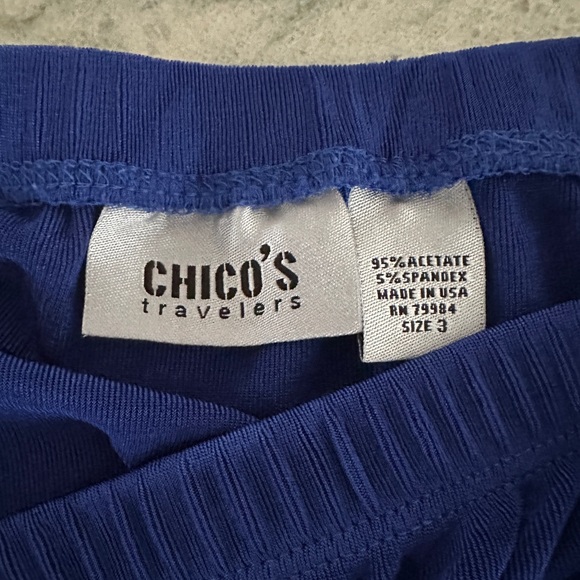 CHICO'S
travelers
95% ACETATE
5% SPANDEX
MADE IN USA
RN 79984
SIZE 3